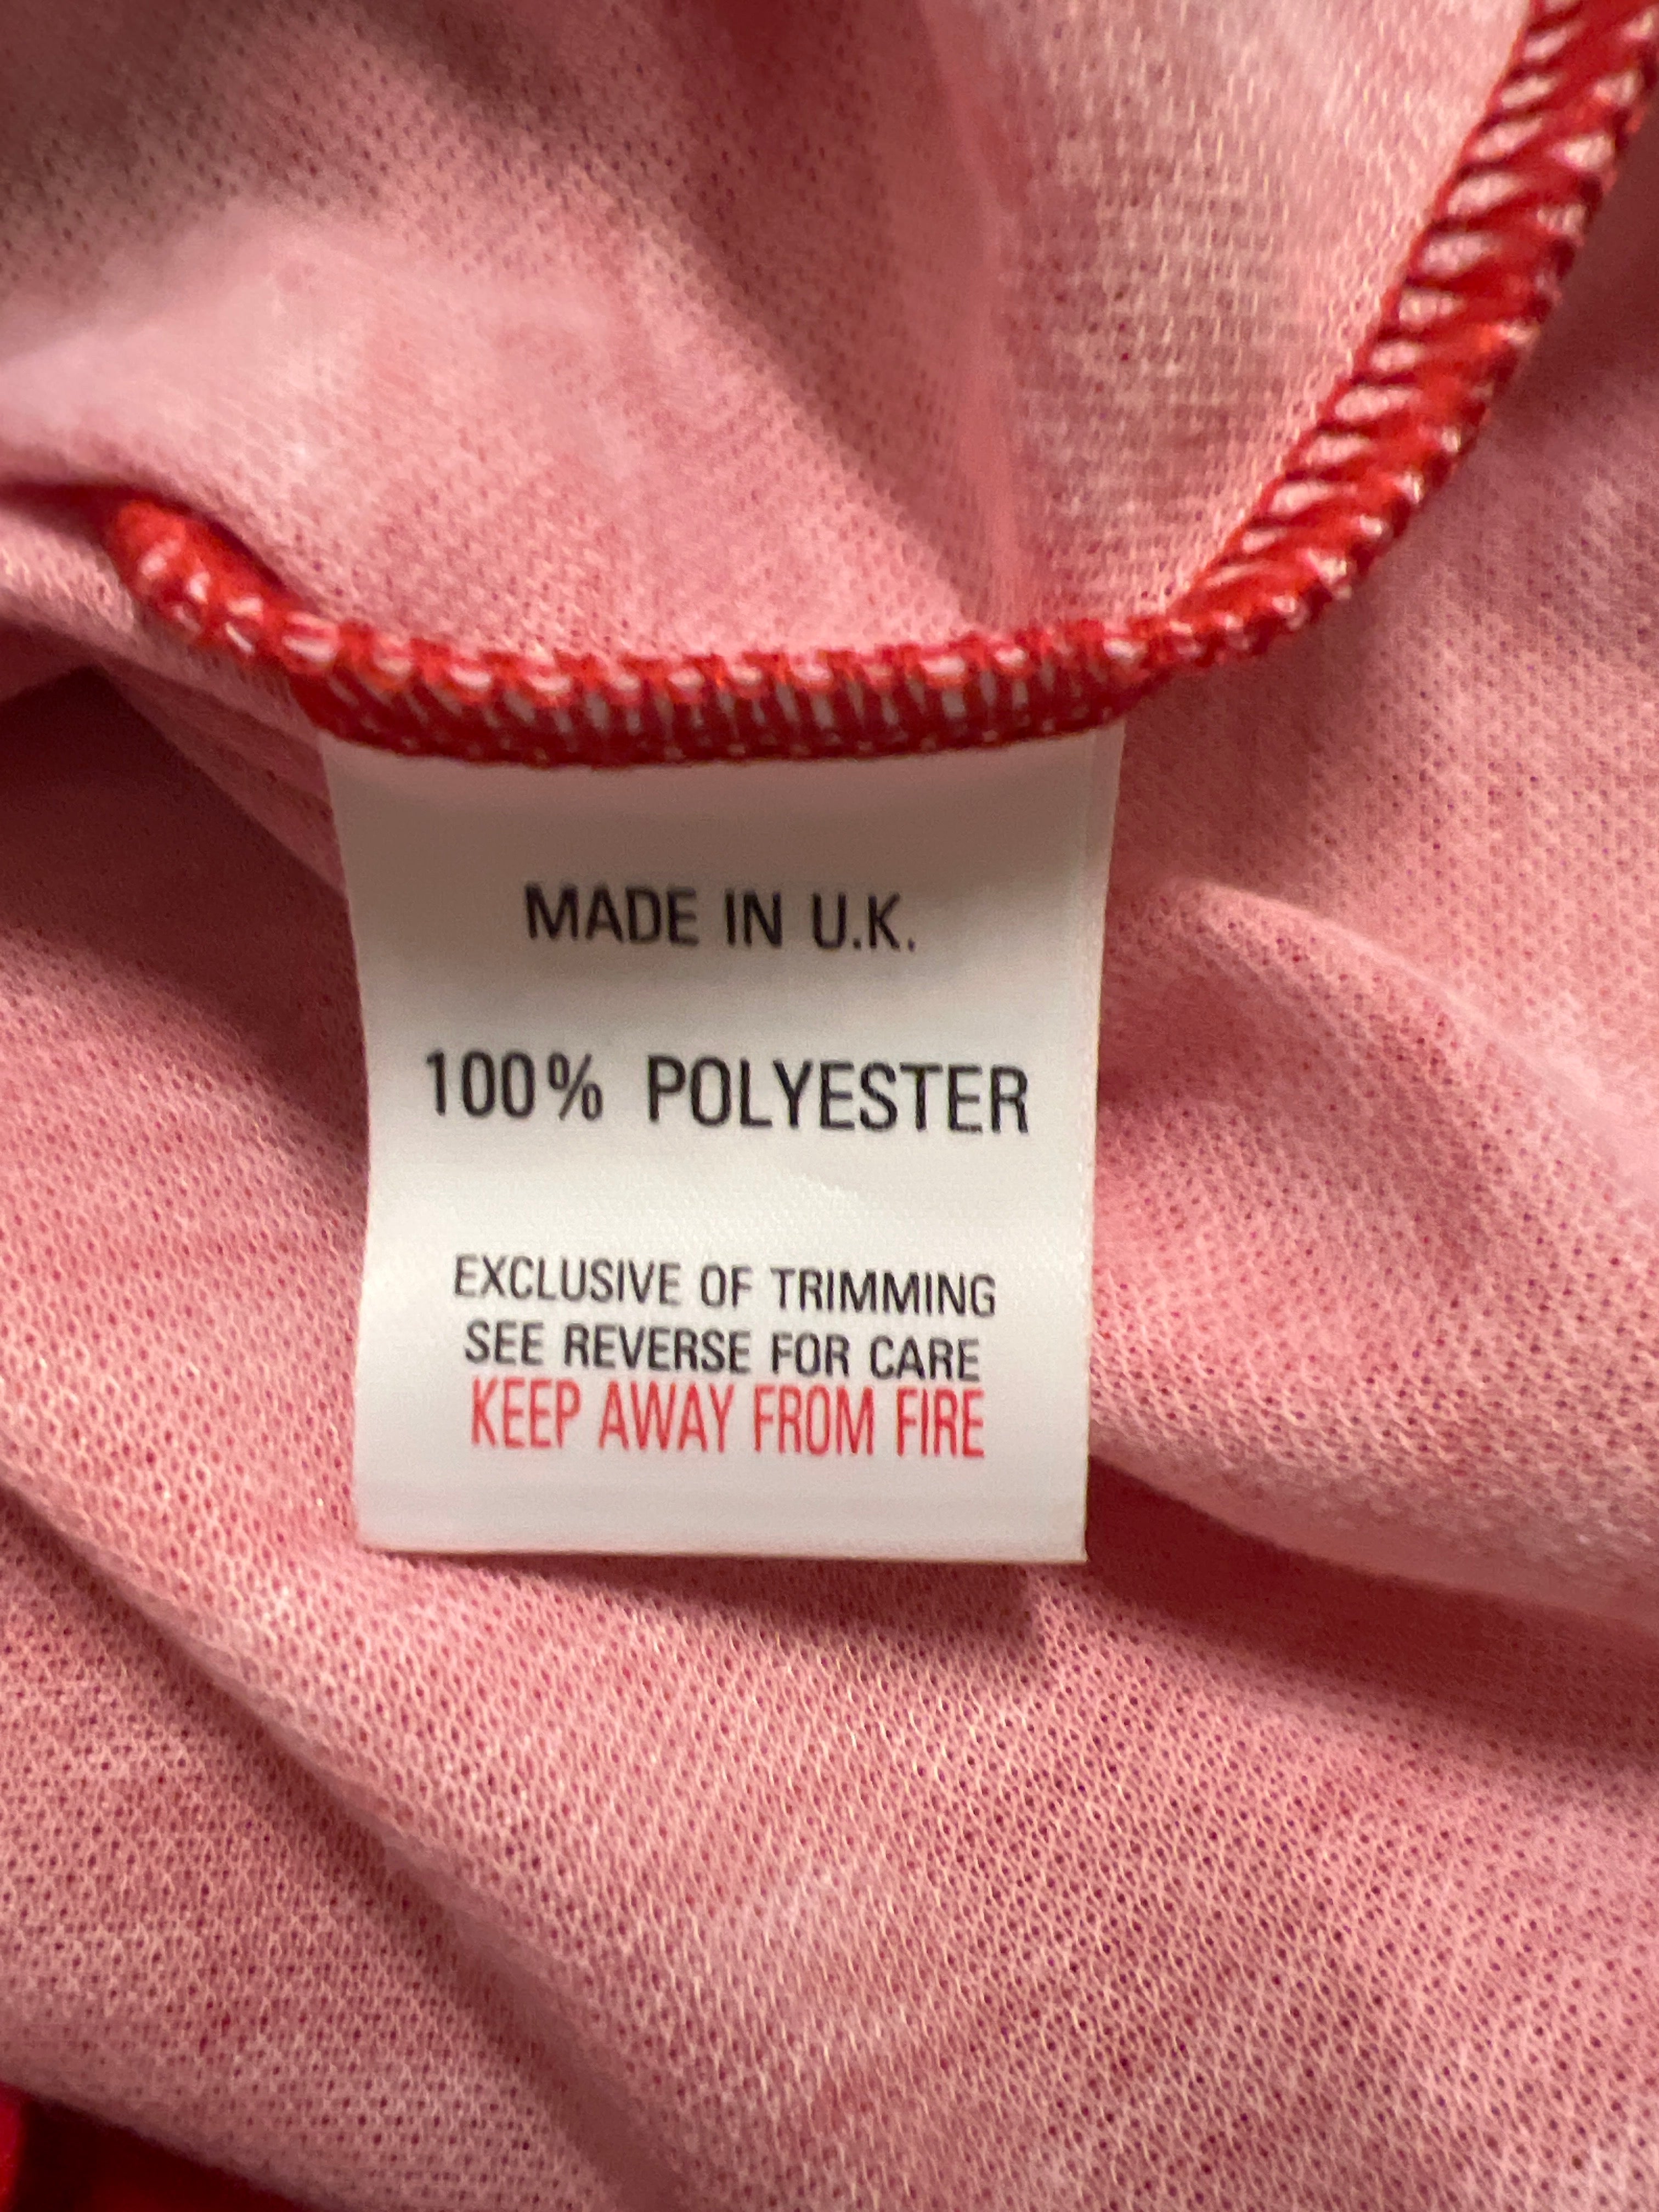 MADE IN U.K.
100% POLYESTER
EXCLUSIVE OF TRIMMING
SEE REVERSE FOR CARE
KEEP AWAY FROM FIRE